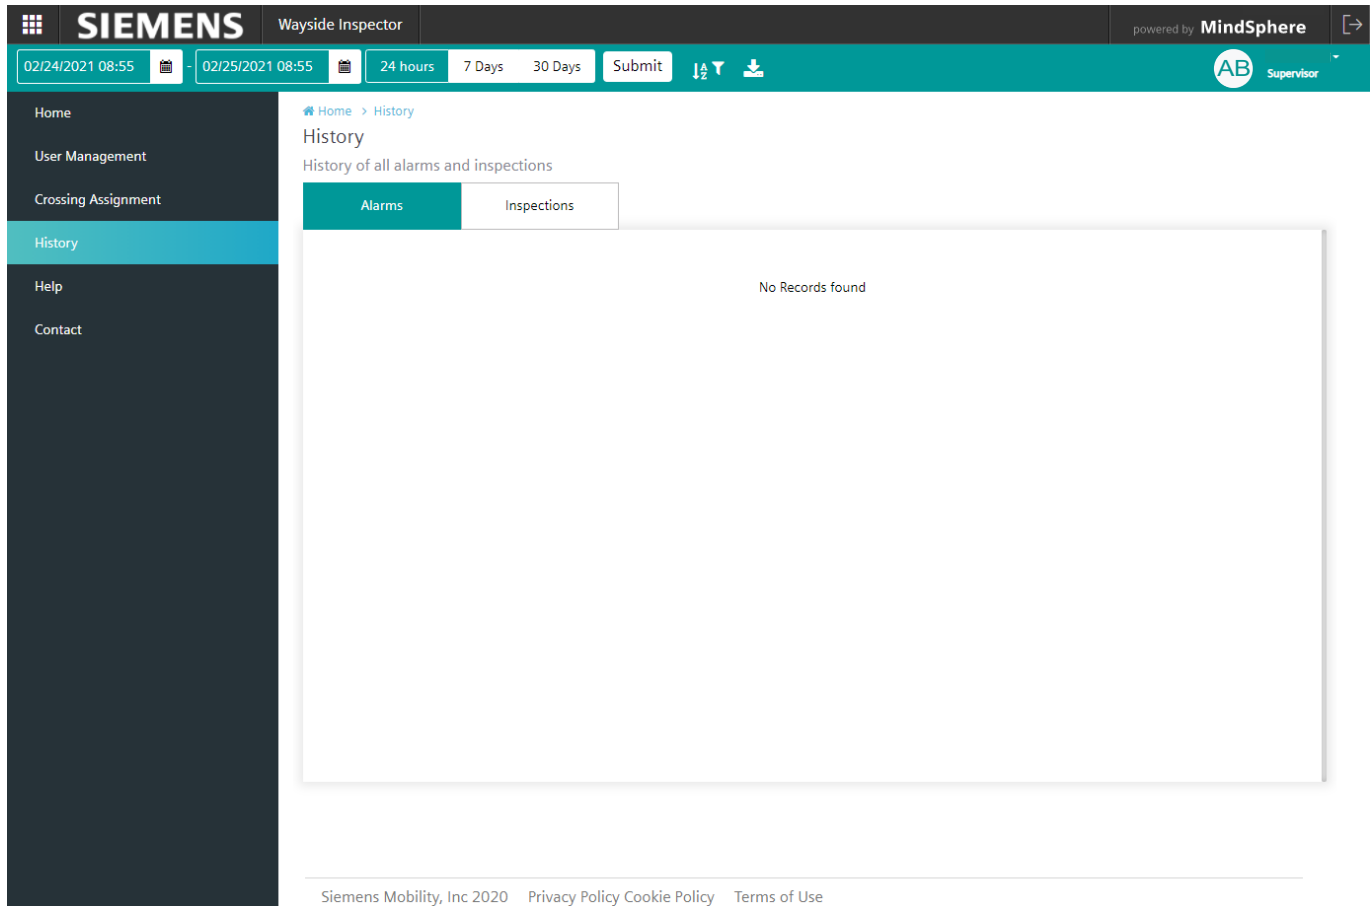 SIEMENS Wayside Inspector powered by MindSphere
02/24/2021 08:55 - 02/25/2021 08:55 24 hours 7 Days 30 Days Submit AB Supervisor
Home
User Management
Crossing Assignment
History
Help
Contact
Home > History
History
History of all alarms and inspections
Alarms Inspections
No Records found
Siemens Mobility, Inc 2020 Privacy Policy Cookie Policy Terms of Use